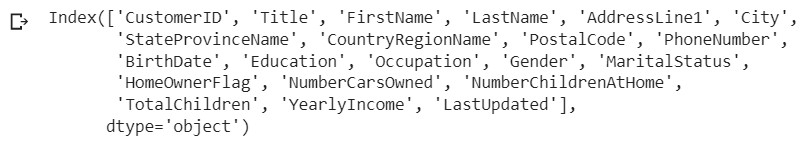 Index(['CustomerID', 'Title', 'FirstName', 'LastName', 'AddressLine1', 'City',
'StateProvinceName', 'CountryRegionName', 'PostalCode', 'PhoneNumber',
'BirthDate', 'Education', 'Occupation', 'Gender', 'MaritalStatus',
'HomeOwnerFlag', 'NumberCarsOwned', 'NumberChildrenAtHome',
'TotalChildren', 'YearlyIncome', 'LastUpdated'],
dtype='object')